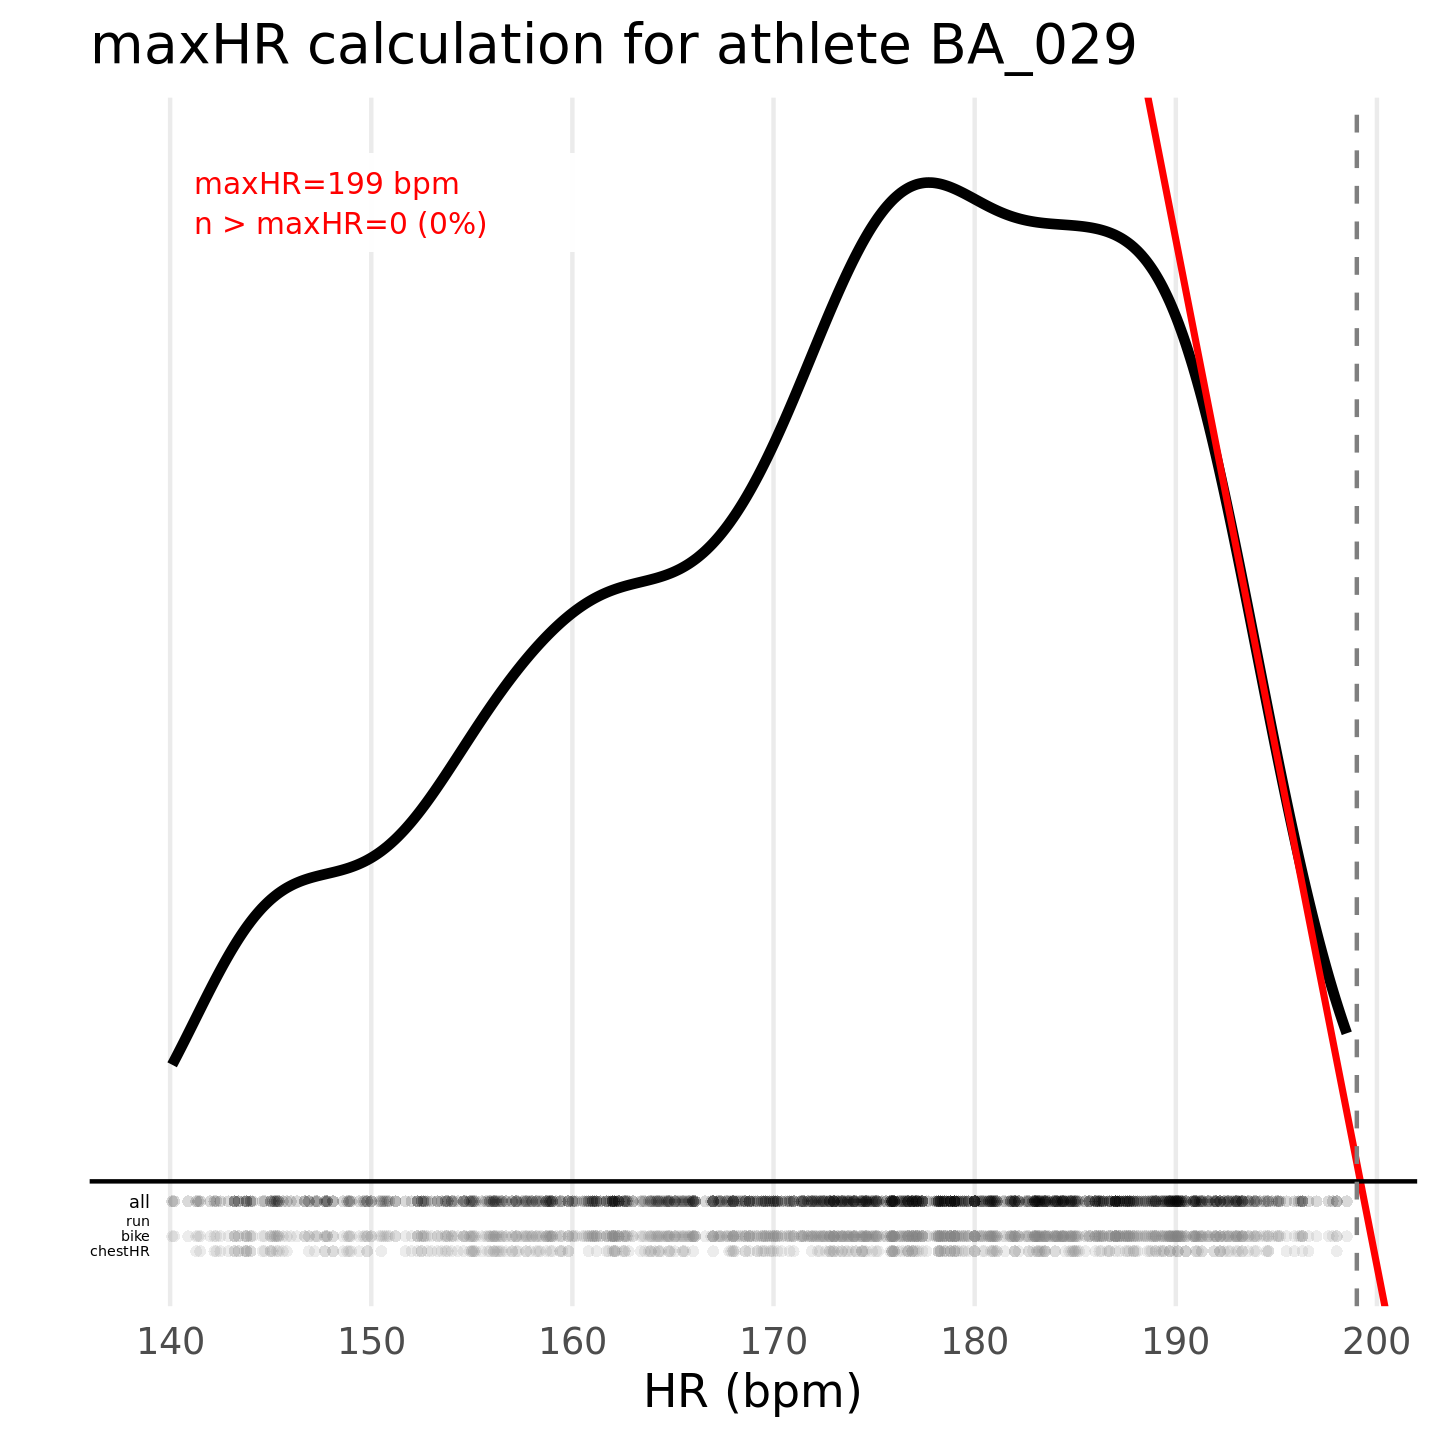 maxHR calculation for athlete BA_029
maxHR=199 bpm
n > maxHR=0 (0%)
all
run
bike
chestHR
140 150 160 170 180 190 200
HR (bpm)